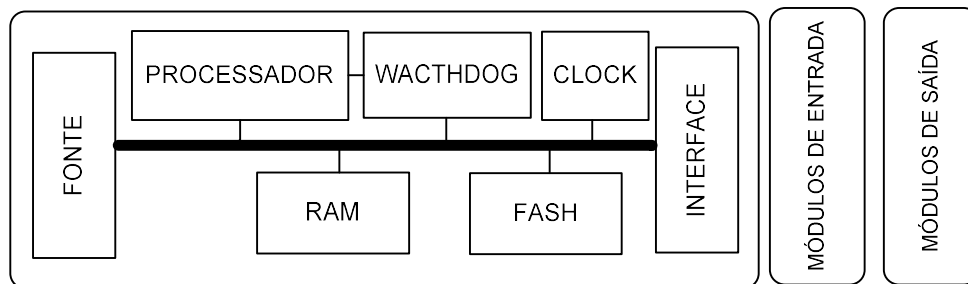 FONTE
PROCESSADOR
WACTHDOG
CLOCK
RAM
FASH
INTERFACE
MÓDULOS DE ENTRADA
MÓDULOS DE SAÍDA